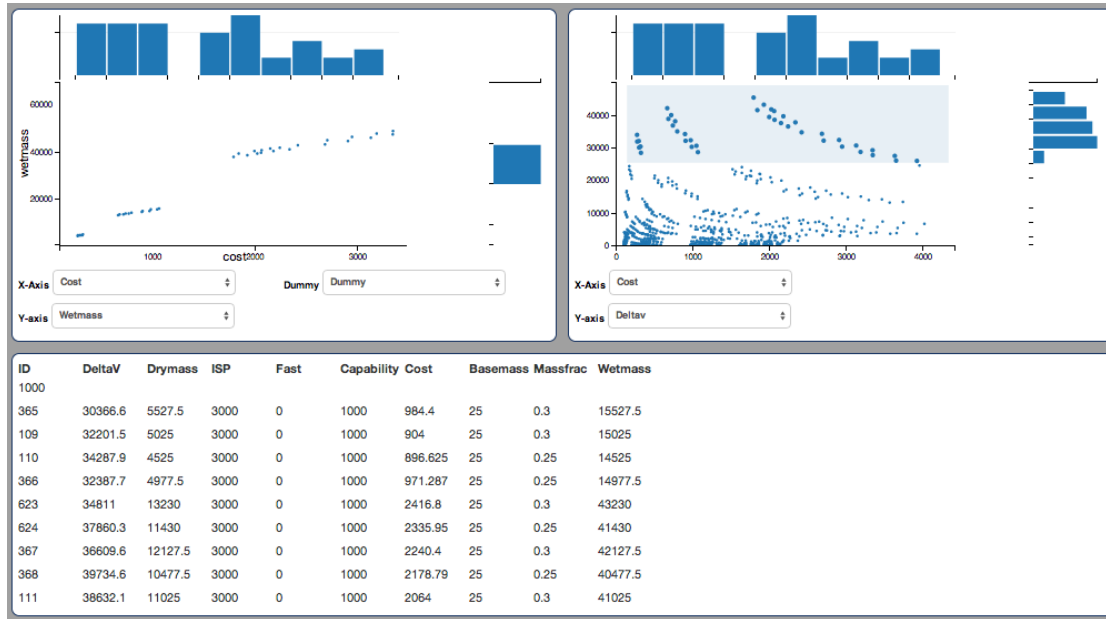 60000
wetmass
40000
20000
1000 2000 3000
cost
X-Axis Cost Dummy Dummy
Y-axis Wetmass
40000
30000
20000
10000
0
0 1000 2000 3000 4000
X-Axis Cost
Y-Axis Deltav
ID DeltaV Drymass ISP Fast Capability Cost Basemass Massfrac Wetmass
1000
365 30366.6 5527.5 3000 0 1000 984.4 25 0.3 15527.5
109 32201.5 5025 3000 0 1000 904 25 0.3 15025
110 34287.9 4525 3000 0 1000 896.625 25 0.25 14525
366 32387.7 4977.5 3000 0 1000 971.287 25 0.25 14977.5
623 34811 13230 3000 0 1000 2416.8 25 0.3 43230
624 37860.3 11430 3000 0 1000 2335.95 25 0.25 41430
367 36609.6 12127.5 3000 0 1000 2240.4 25 0.3 42127.5
368 39734.6 10477.5 3000 0 1000 2178.79 25 0.25 40477.5
111 38632.1 11025 3000 0 1000 2064 25 0.3 41025